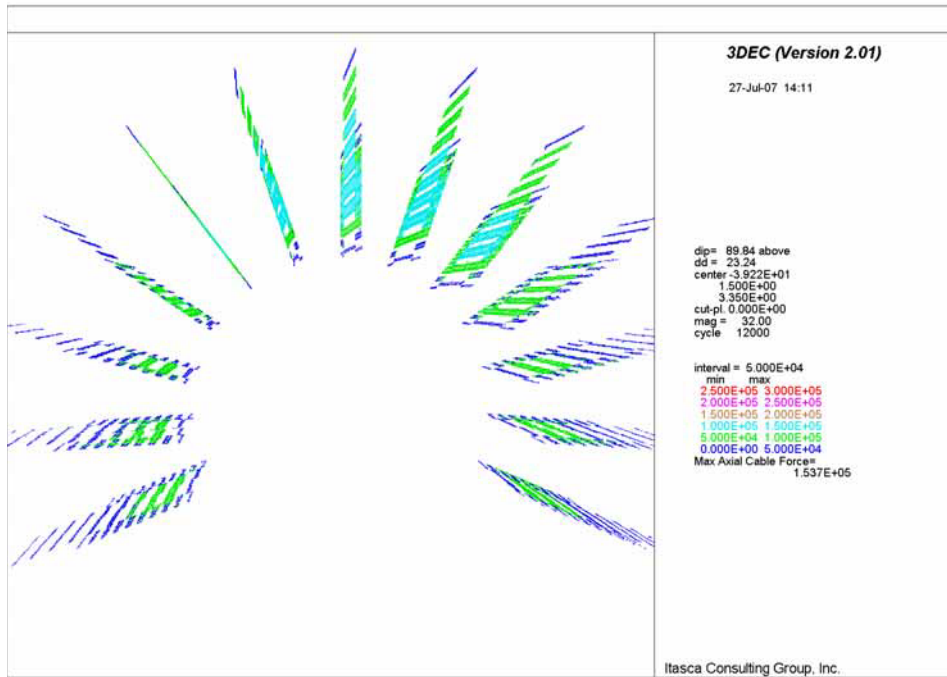 3DEC (Version 2.01)
27-Jul-07 14:11
dip= 89.84 above
dd = 23.24
center -3.922E+01
1.500E+00
3.350E+00
cut-pl. 0.000E+00
mag = 32.00
cycle 12000
interval = 5.000E+04
min max
2.500E+05 3.000E+05
2.000E+05 2.500E+05
1.500E+05 2.000E+05
1.000E+05 1.500E+05
5.000E+04 1.000E+05
0.000E+00 5.000E+04
Max Axial Cable Force=
1.537E+05
Itasca Consulting Group, Inc.